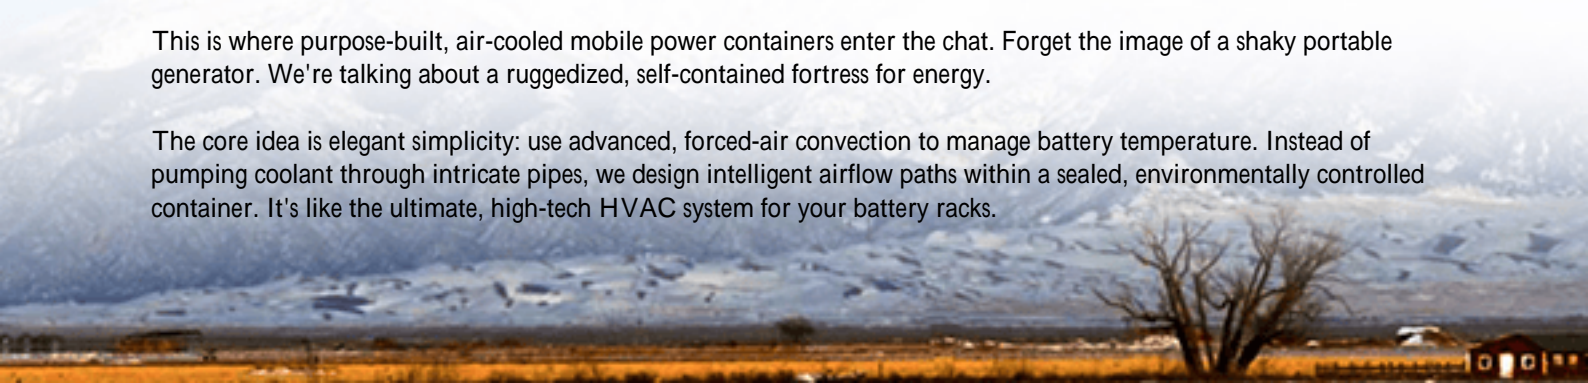 This is where purpose-built, air-cooled mobile power containers enter the chat. Forget the image of a shaky portable
generator. We're talking about a ruggedized, self-contained fortress for energy.
The core idea is elegant simplicity: use advanced, forced-air convection to manage battery temperature. Instead of
pumping coolant through intricate pipes, we design intelligent airflow paths within a sealed, environmentally controlled
container. It's like the ultimate, high-tech HVAC system for your battery racks.